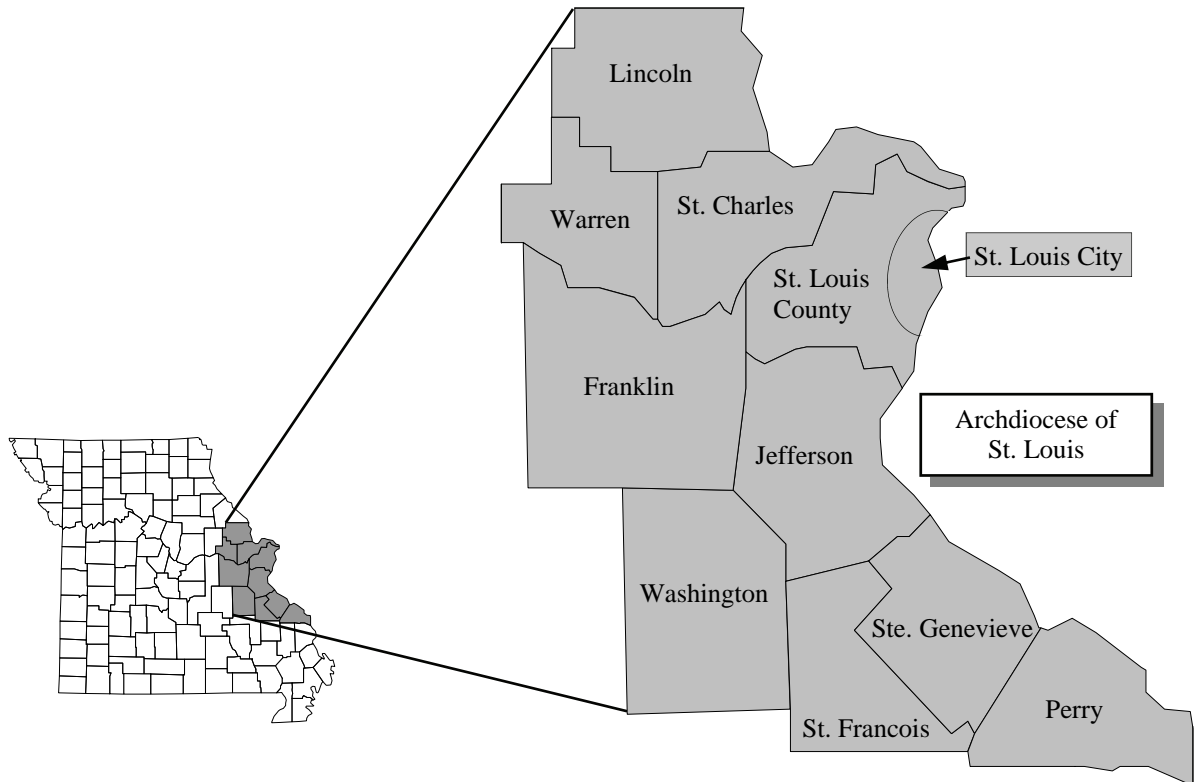 Lincoln
Warren
St. Charles
St. Louis City
St. Louis
County
Franklin
Archdiocese of
St. Louis
Jefferson
Washington
Ste. Genevieve
Perry
St. Francois